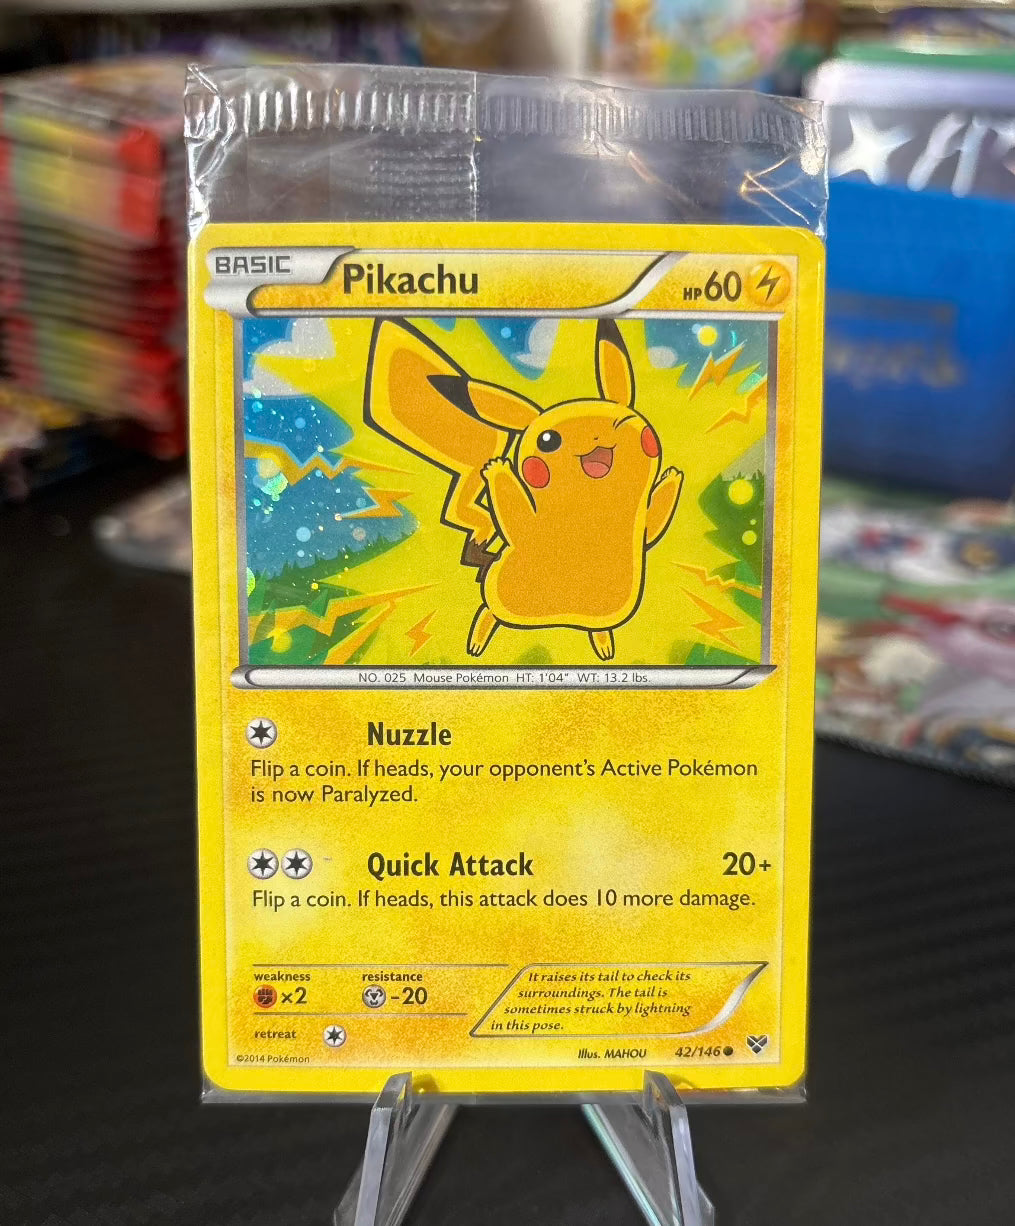 BASIC
Pikachu
HP60
NO. 025 Mouse Pokémon HT: 1'04" WT: 13.2 lbs.
Nuzzle
Flip a coin. If heads, your opponent's Active Pokémon
is now Paralyzed.
Quick Attack 20+
Flip a coin. If heads, this attack does 10 more damage.
weakness resistance
×2 -20
retreat
It raises its tail to check its
surroundings. The tail is
sometimes struck by lightning
in this pose.
©2014 Pokémon Illus. MAHOU 42/146